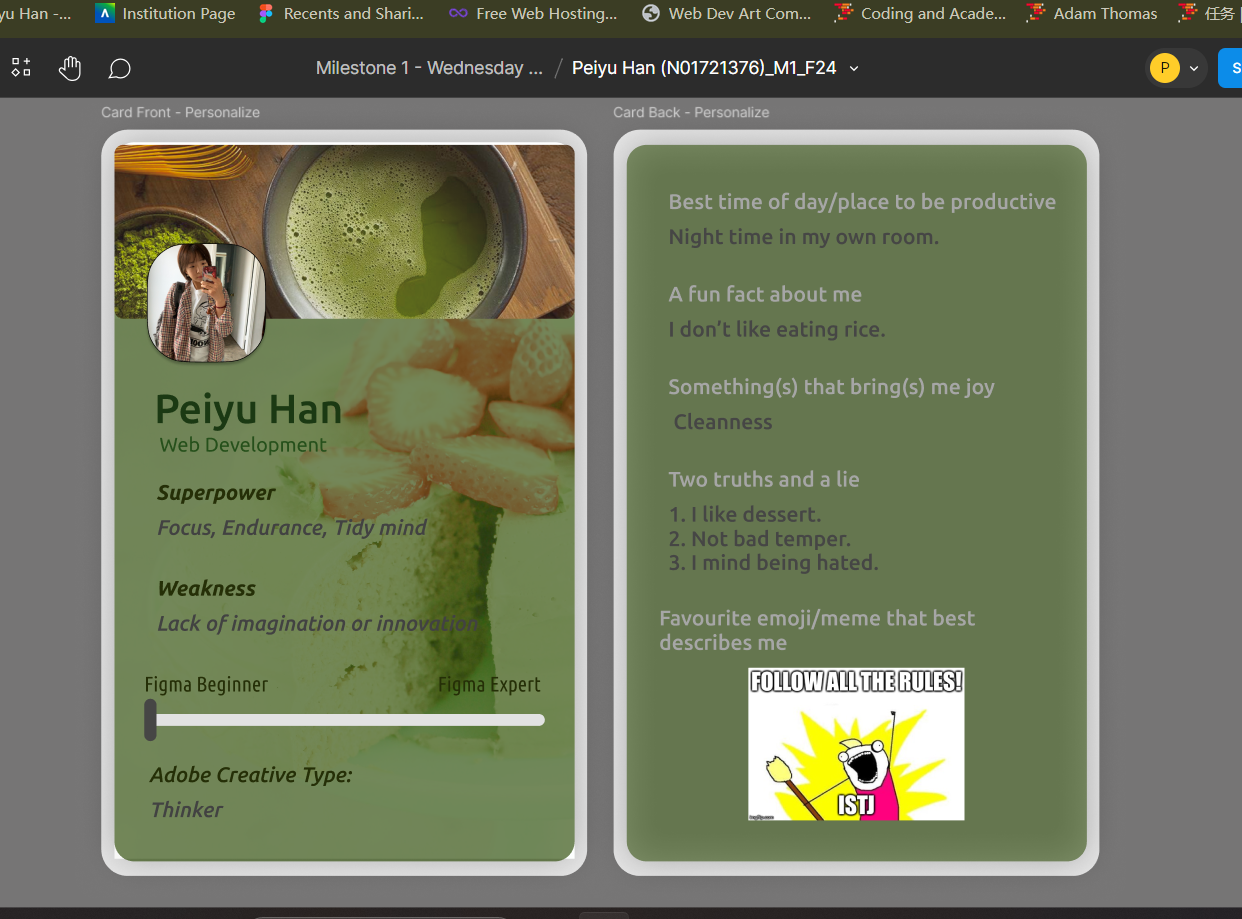 yu Han -...
Institution Page
Recents and Shari...
Free Web Hosting...
Web Dev Art Com...
Coding and Acade...
Adam Thomas
任务
Milestone 1 - Wednesday ... / Peiyu Han (N01721376)_M1_F24
P
S
Card Front - Personalize
Peiyu Han
Web Development
Superpower
Focus, Endurance, Tidy mind
Weakness
Lack of imagination or innovation
Figma Beginner
Figma Expert
Adobe Creative Type:
Thinker
Card Back - Personalize
Best time of day/place to be productive
Night time in my own room.
A fun fact about me
I don’t like eating rice.
Something(s) that bring(s) me joy
Cleanness
Two truths and a lie
1. I like dessert.
2. Not bad temper.
3. I mind being hated.
Favourite emoji/meme that best
describes me
FOLLOW ALL THE RULES!
ISTJ